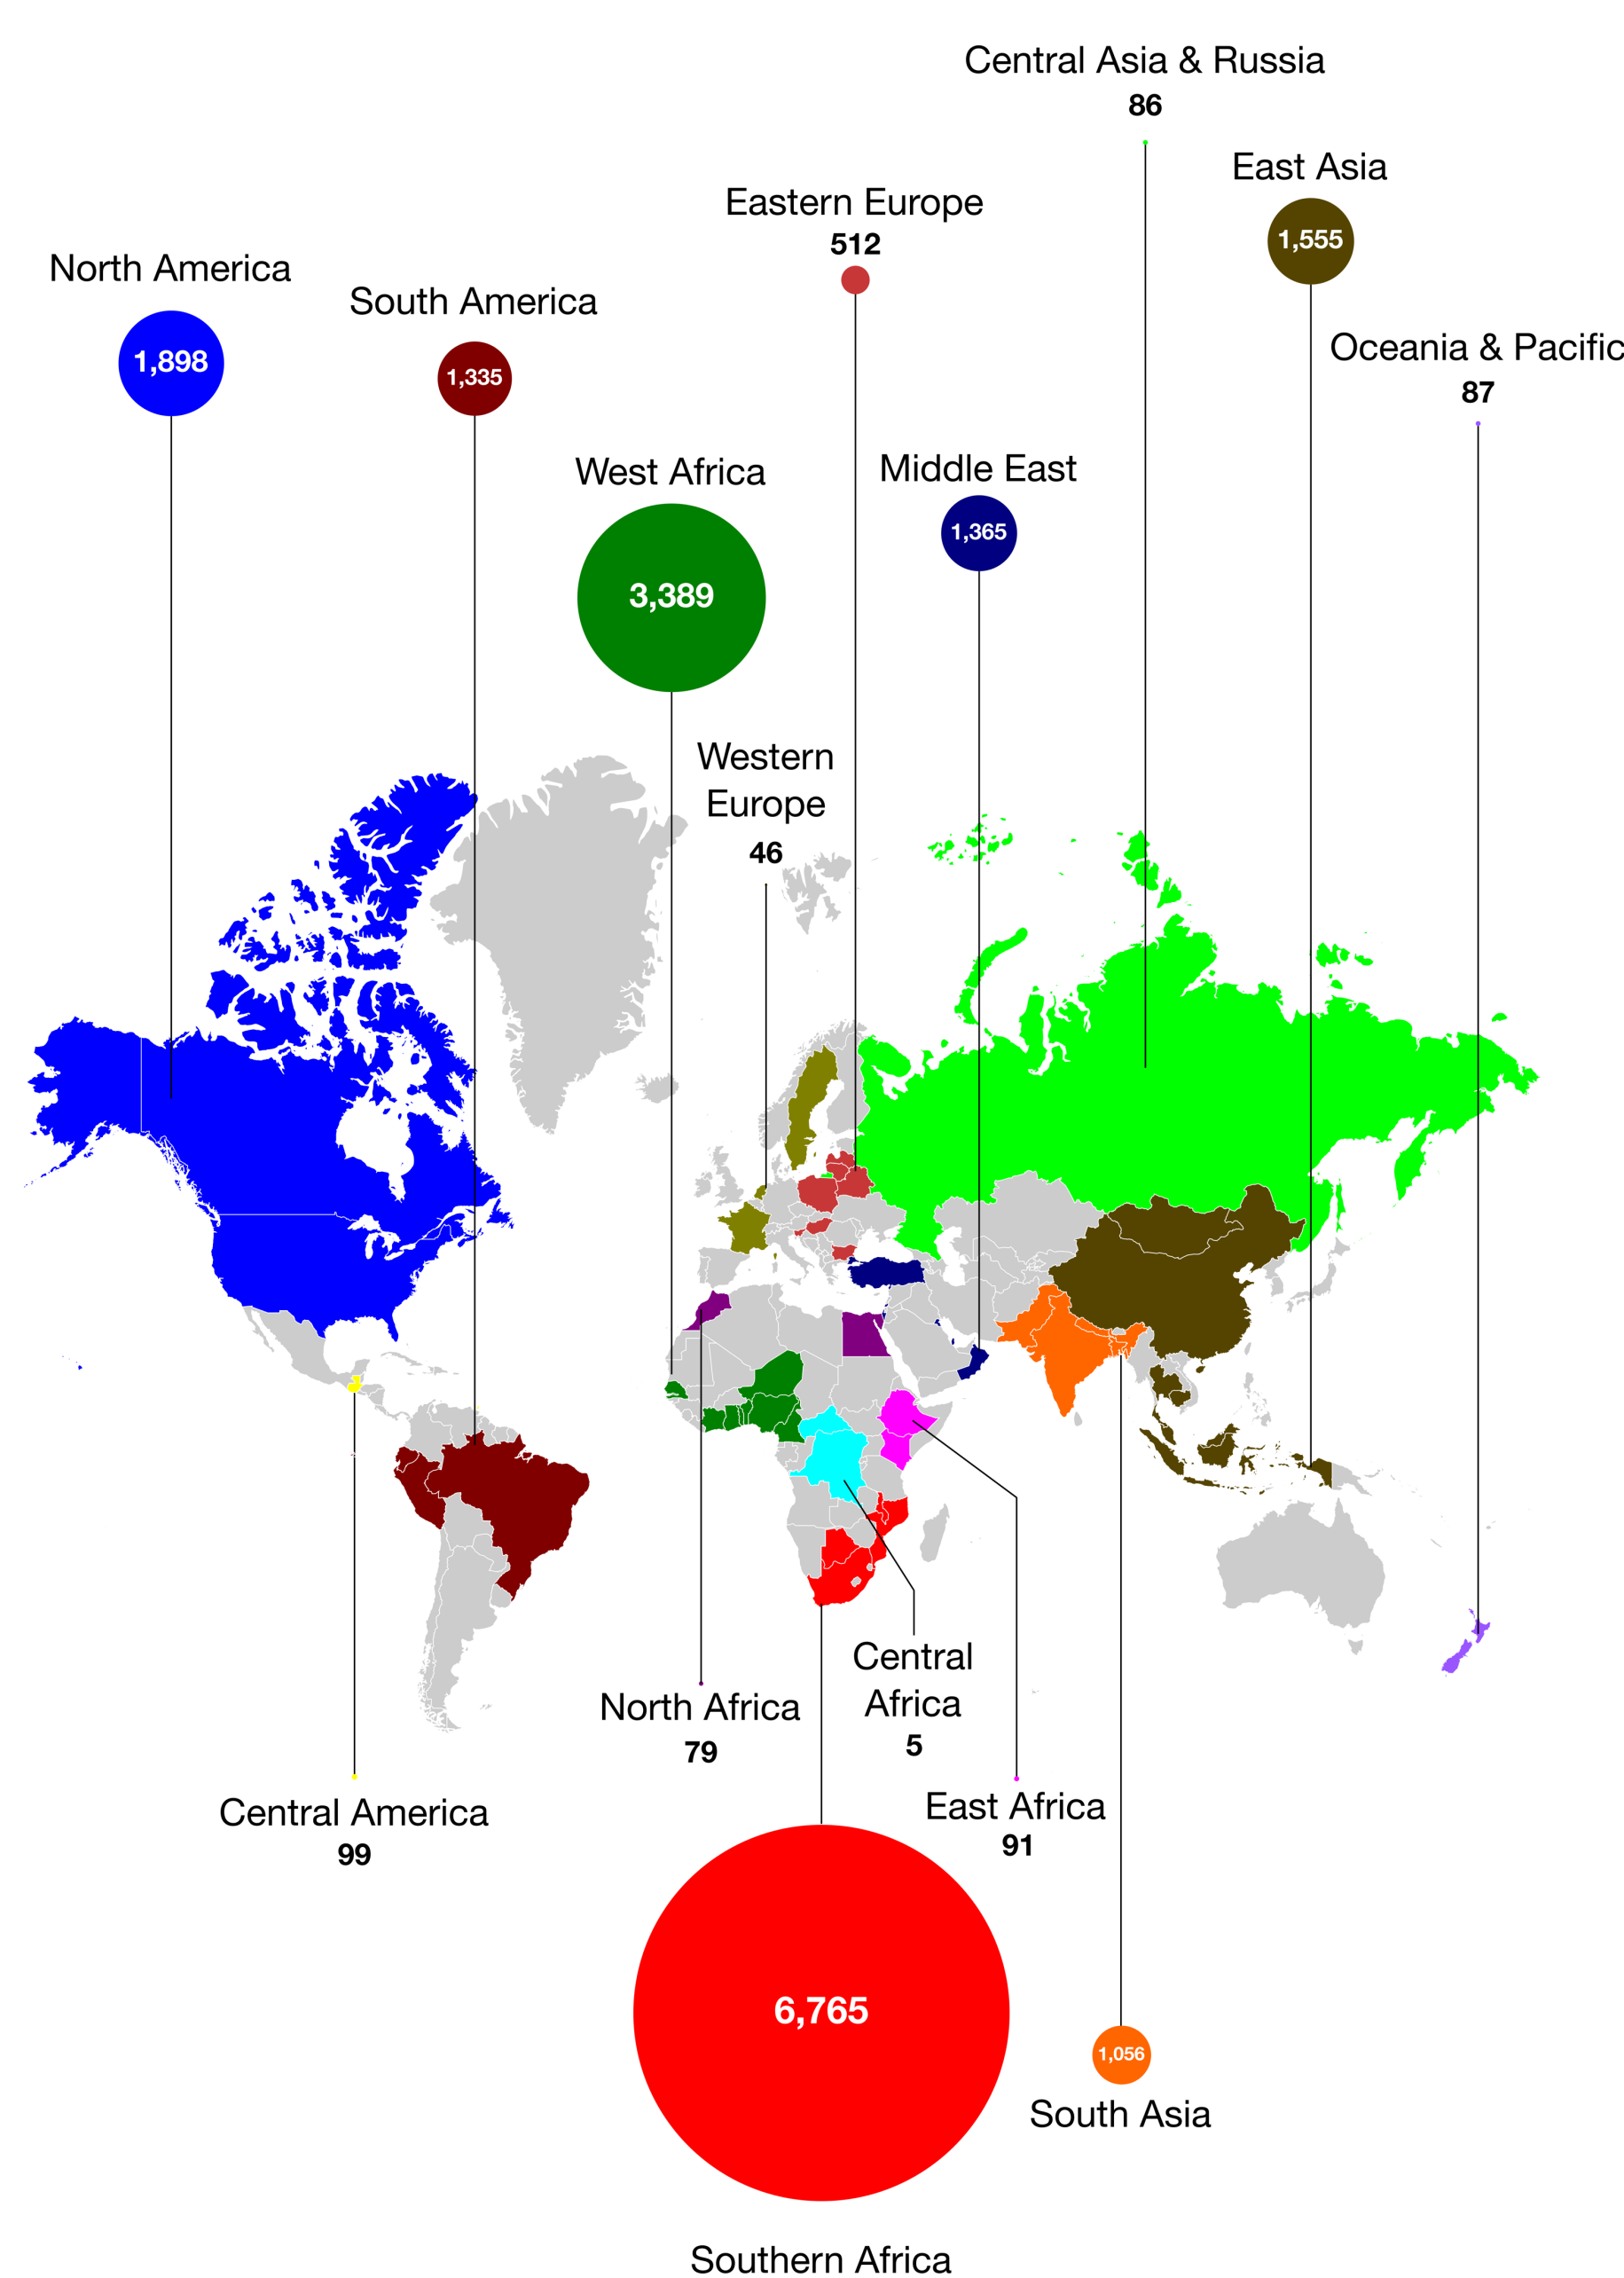 Central Asia & Russia
86
East Asia
1,555
Eastern Europe
512
North America
1,898
South America
1,335
Oceania & Pacific
87
West Africa
3,389
Middle East
1,365
Western
Europe
46
Central
Africa
5
North Africa
79
East Africa
91
Central America
99
6,765
Southern Africa
1,056
South Asia